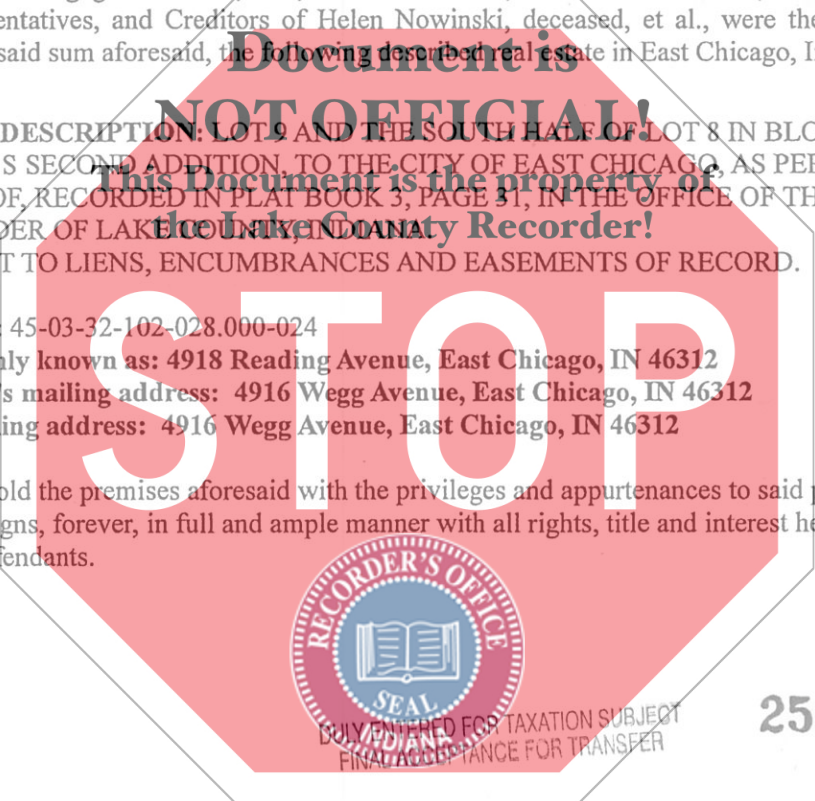 entatives, and Creditors of Helen Nowinski, deceased, et al., were the
said sum aforesaid, the following described real estate in East Chicago, I
Document is
NOT OFFICIAL!
This Document is the property of
the Lake County Recorder!
DESCRIPTION: LOT 9 AND THE SOUTH HALF OF LOT 8 IN BLO
S SECOND ADDITION, TO THE CITY OF EAST CHICAGO, AS PER
OF, RECORDED IN PLAT BOOK 3, PAGE 31, IN THE OFFICE OF TH
DER OF LAKE COUNTY, INDIANA.
T TO LIENS, ENCUMBRANCES AND EASEMENTS OF RECORD.
: 45-03-32-102-028.000-024
nly known as: 4918 Reading Avenue, East Chicago, IN 46312
's mailing address: 4916 Wegg Avenue, East Chicago, IN 46312
ling address: 4916 Wegg Avenue, East Chicago, IN 46312
STOP
old the premises aforesaid with the privileges and appurtenances to said p
gns, forever, in full and ample manner with all rights, title and interest he
fendants.
RECORDER'S OFFICE
SEAL
INDIANA
DULY ENTERED FOR TAXATION SUBJECT
FINAL ACCEPTANCE FOR TRANSFER
25